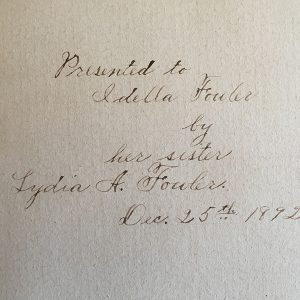 Presented to
Idella Fowler
by
her sister
Lydia A. Fowler.
Dec. 25th 1892